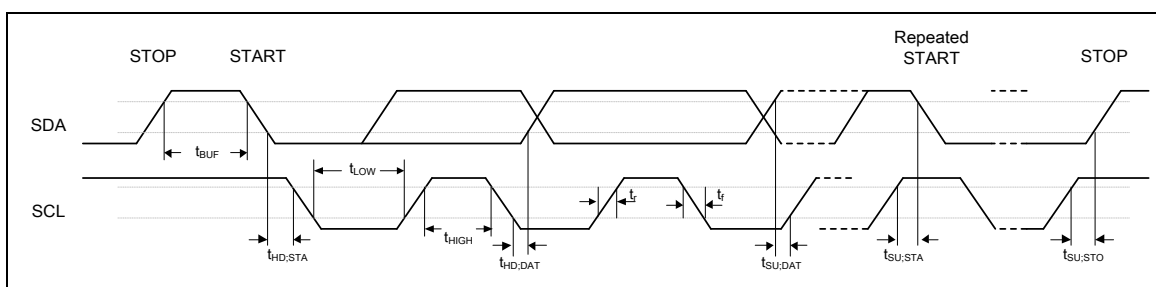 STOP
START
Repeated
START
STOP
SDA
tBUF
tLOW
SCL
tr
tf
tHIGH
tHD;STA
tHD;DAT
tSU;DAT
tSU;STA
tSU;STO